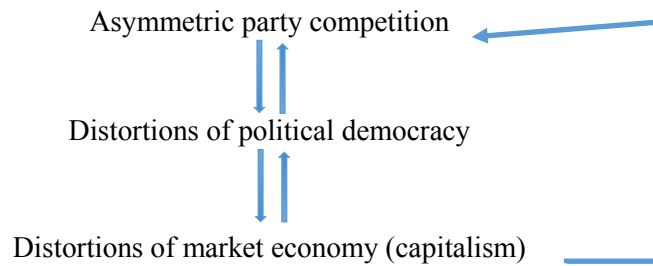 Asymmetric party competition
Distortions of political democracy
Distortions of market economy (capitalism)